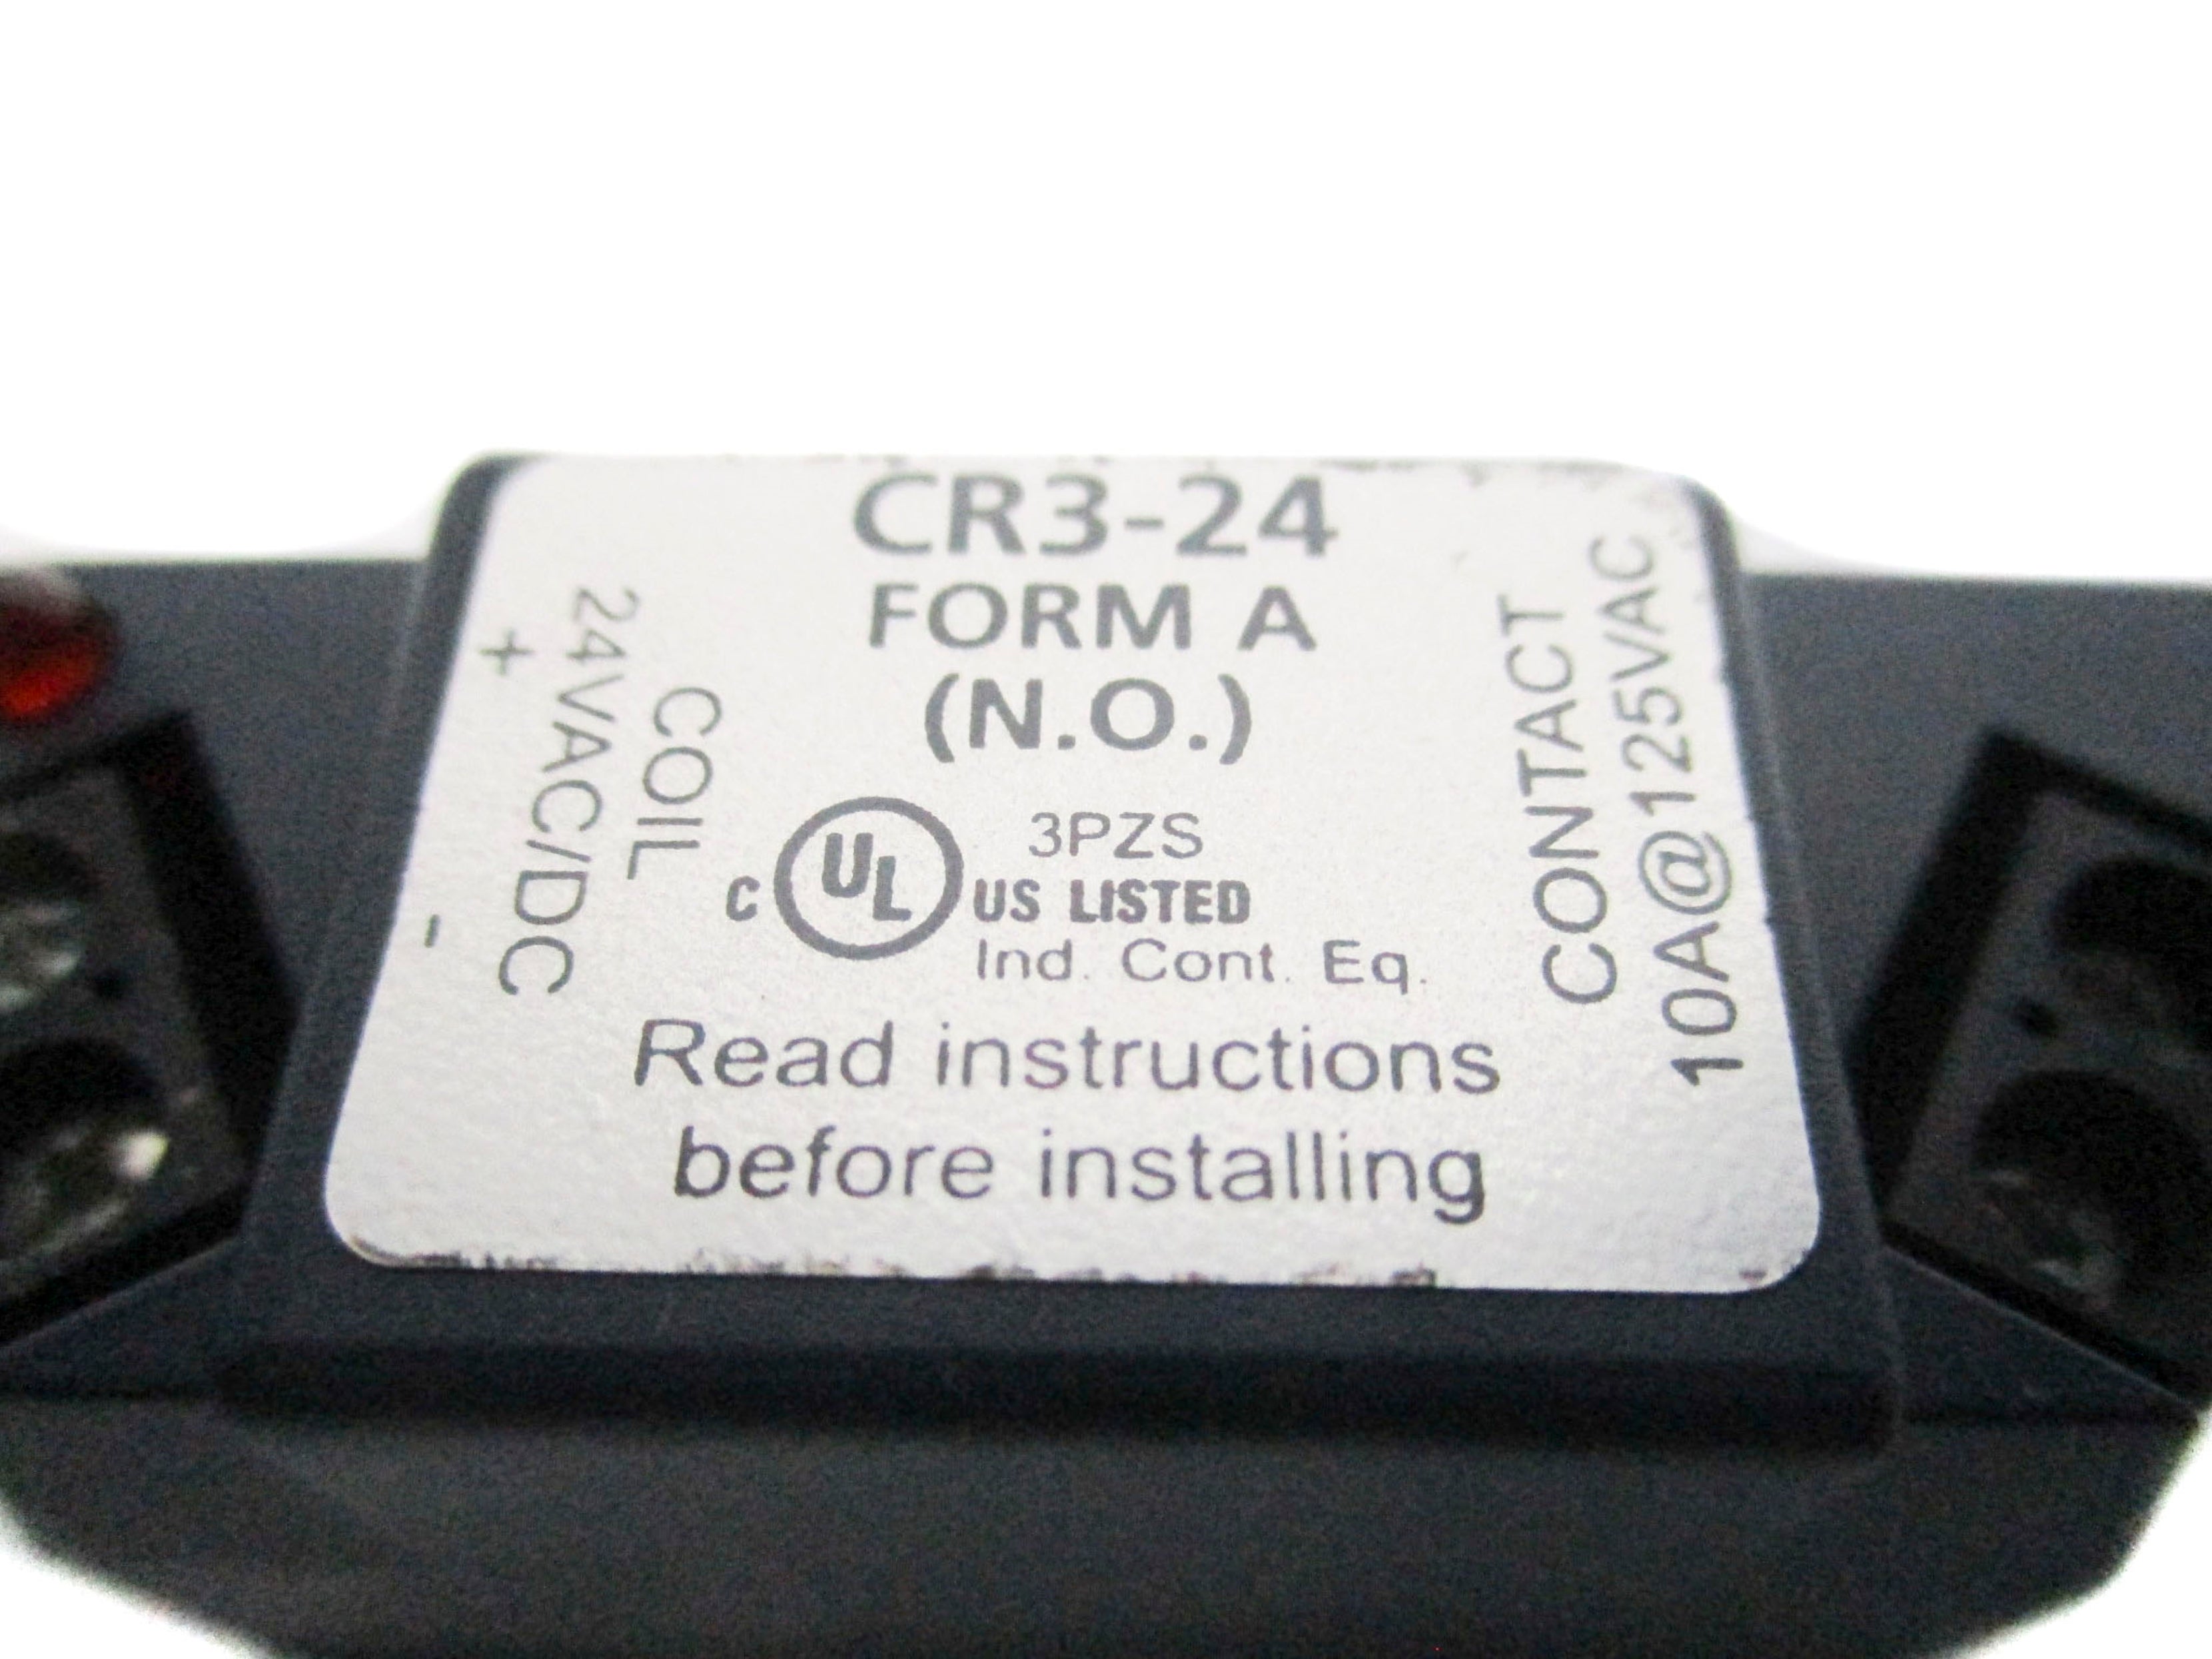 CR3-24
FORM A
(N.O.)
COIL
24VAC/DC
+
-
C UL US LISTED
3PZS
Ind. Cont. Eq.
CONTACT
10A@125VAC
Read instructions
before installing